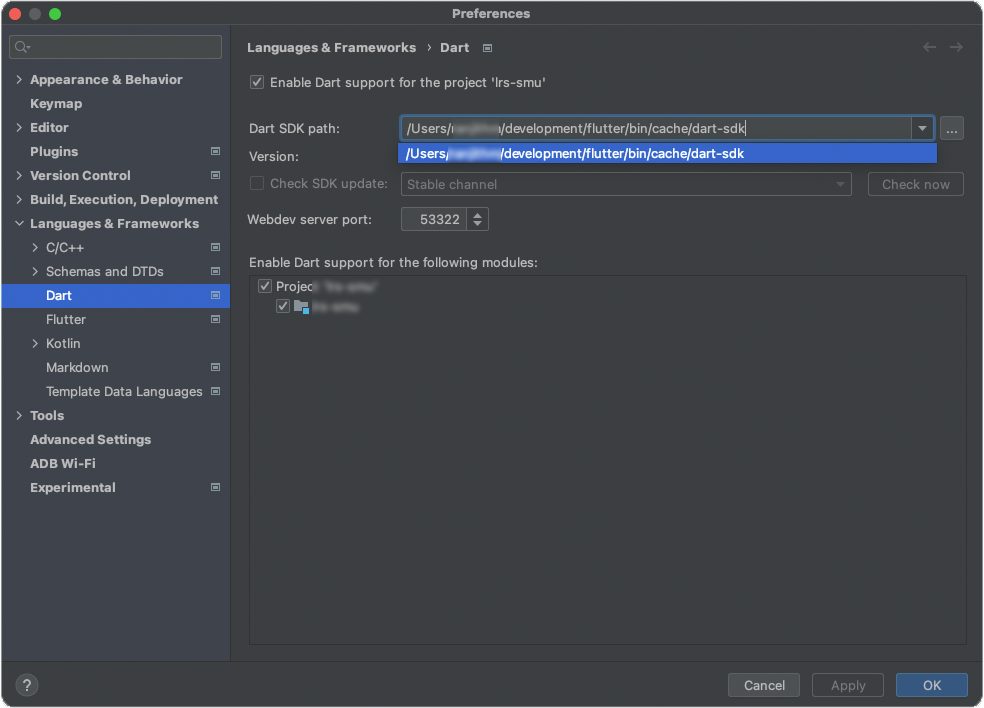 Preferences
Languages & Frameworks › Dart
Enable Dart support for the project 'lrs-smu'
Appearance & Behavior
Keymap
Editor
Plugins
Version Control
Build, Execution, Deployment
Languages & Frameworks
C/C++
Schemas and DTDs
Dart
Flutter
Kotlin
Markdown
Template Data Languages
Tools
Advanced Settings
ADB Wi-Fi
Experimental
Dart SDK path: /Users/ /development/flutter/bin/cache/dart-sdk ...
/Users/ /development/flutter/bin/cache/dart-sdk
Version:
Check SDK update: Stable channel Check now
Webdev server port: 53322
Enable Dart support for the following modules:
Project
? Cancel Apply OK